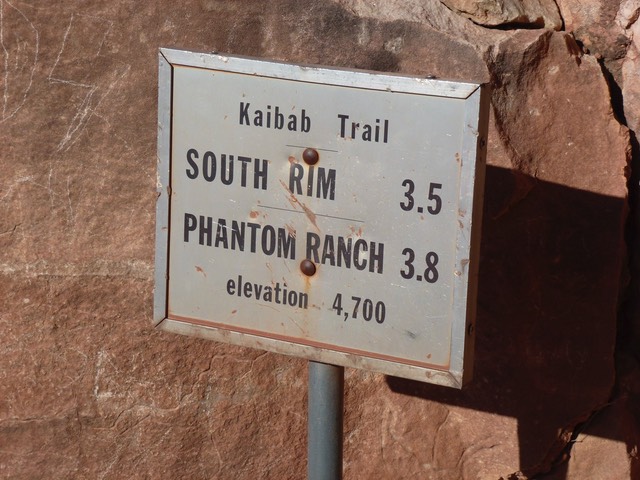 Kaibab Trail
SOUTH RIM 3.5
PHANTOM RANCH 3.8
elevation 4,700